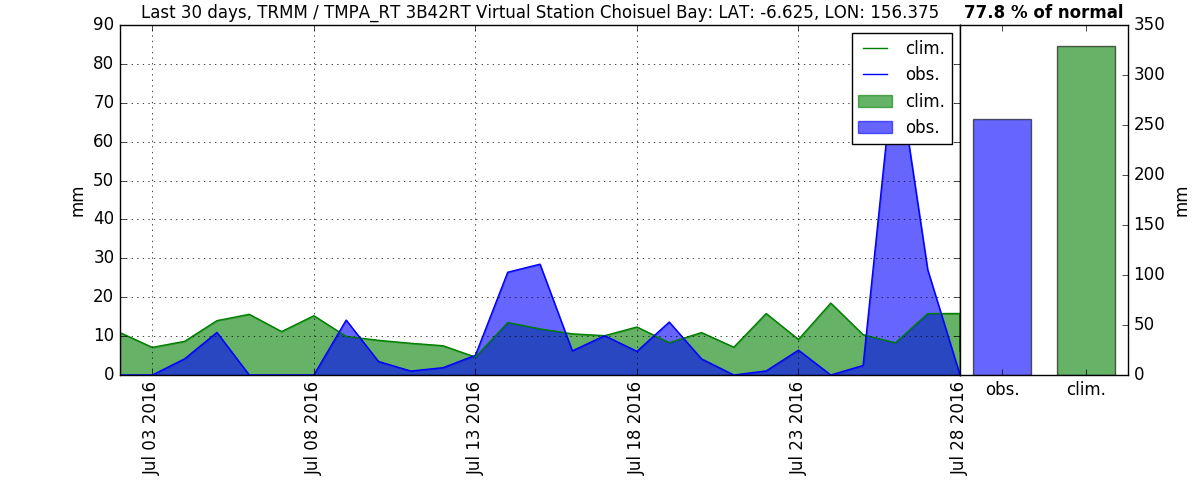 Last 30 days, TRMM / TMPA_RT 3B42RT Virtual Station Choisuel Bay: LAT: -6.625, LON: 156.375
77.8 % of normal
90
80
70
60
50
40
30
20
10
0
mm
clim.
obs.
clim.
obs.
Jul 03 2016
Jul 08 2016
Jul 13 2016
Jul 18 2016
Jul 23 2016
Jul 28 2016
350
300
250
200
150
100
50
0
mm
obs.
clim.